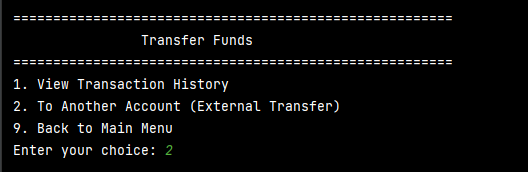 =======================================================
Transfer Funds
=======================================================
1. View Transaction History
2. To Another Account (External Transfer)
9. Back to Main Menu
Enter your choice: 2